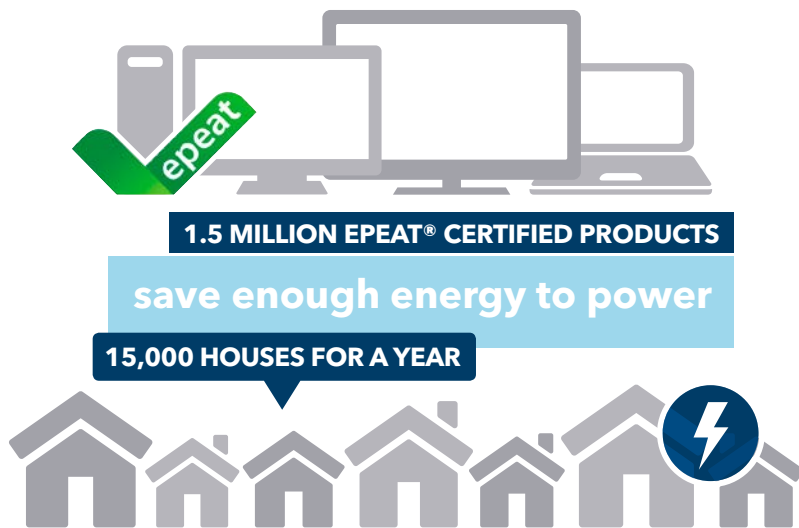 epeat
1.5 MILLION EPEAT® CERTIFIED PRODUCTS
save enough energy to power
15,000 HOUSES FOR A YEAR